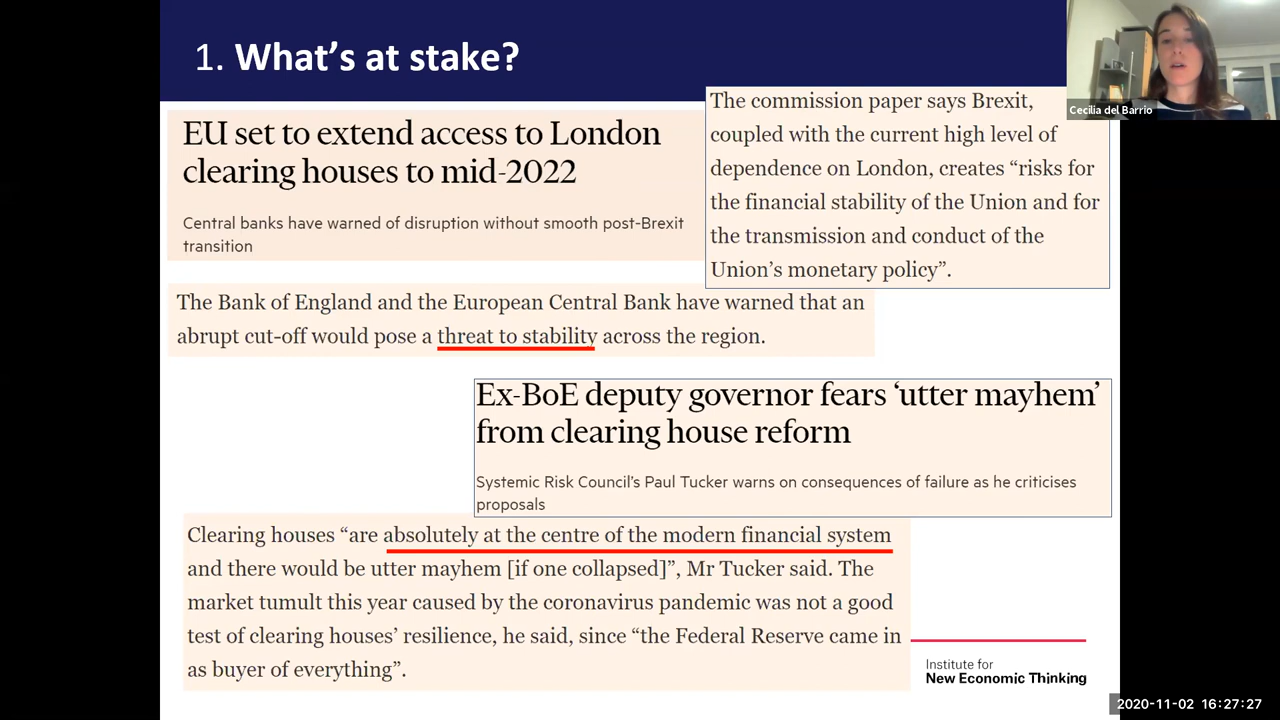 1. What's at stake?
Cecilia del Barrio
EU set to extend access to London
clearing houses to mid-2022
Central banks have warned of disruption without smooth post-Brexit
transition
The commission paper says Brexit,
coupled with the current high level of
dependence on London, creates “risks for
the financial stability of the Union and for
the transmission and conduct of the
Union’s monetary policy”.
The Bank of England and the European Central Bank have warned that an
abrupt cut-off would pose a threat to stability across the region.
Ex-BoE deputy governor fears ‘utter mayhem’
from clearing house reform
Systemic Risk Council’s Paul Tucker warns on consequences of failure as he criticises
proposals
Clearing houses “are absolutely at the centre of the modern financial system
and there would be utter mayhem [if one collapsed]”, Mr Tucker said. The
market tumult this year caused by the coronavirus pandemic was not a good
test of clearing houses’ resilience, he said, since “the Federal Reserve came in
as buyer of everything”.
Institute for
New Economic Thinking
2020-11-02 16:27:27